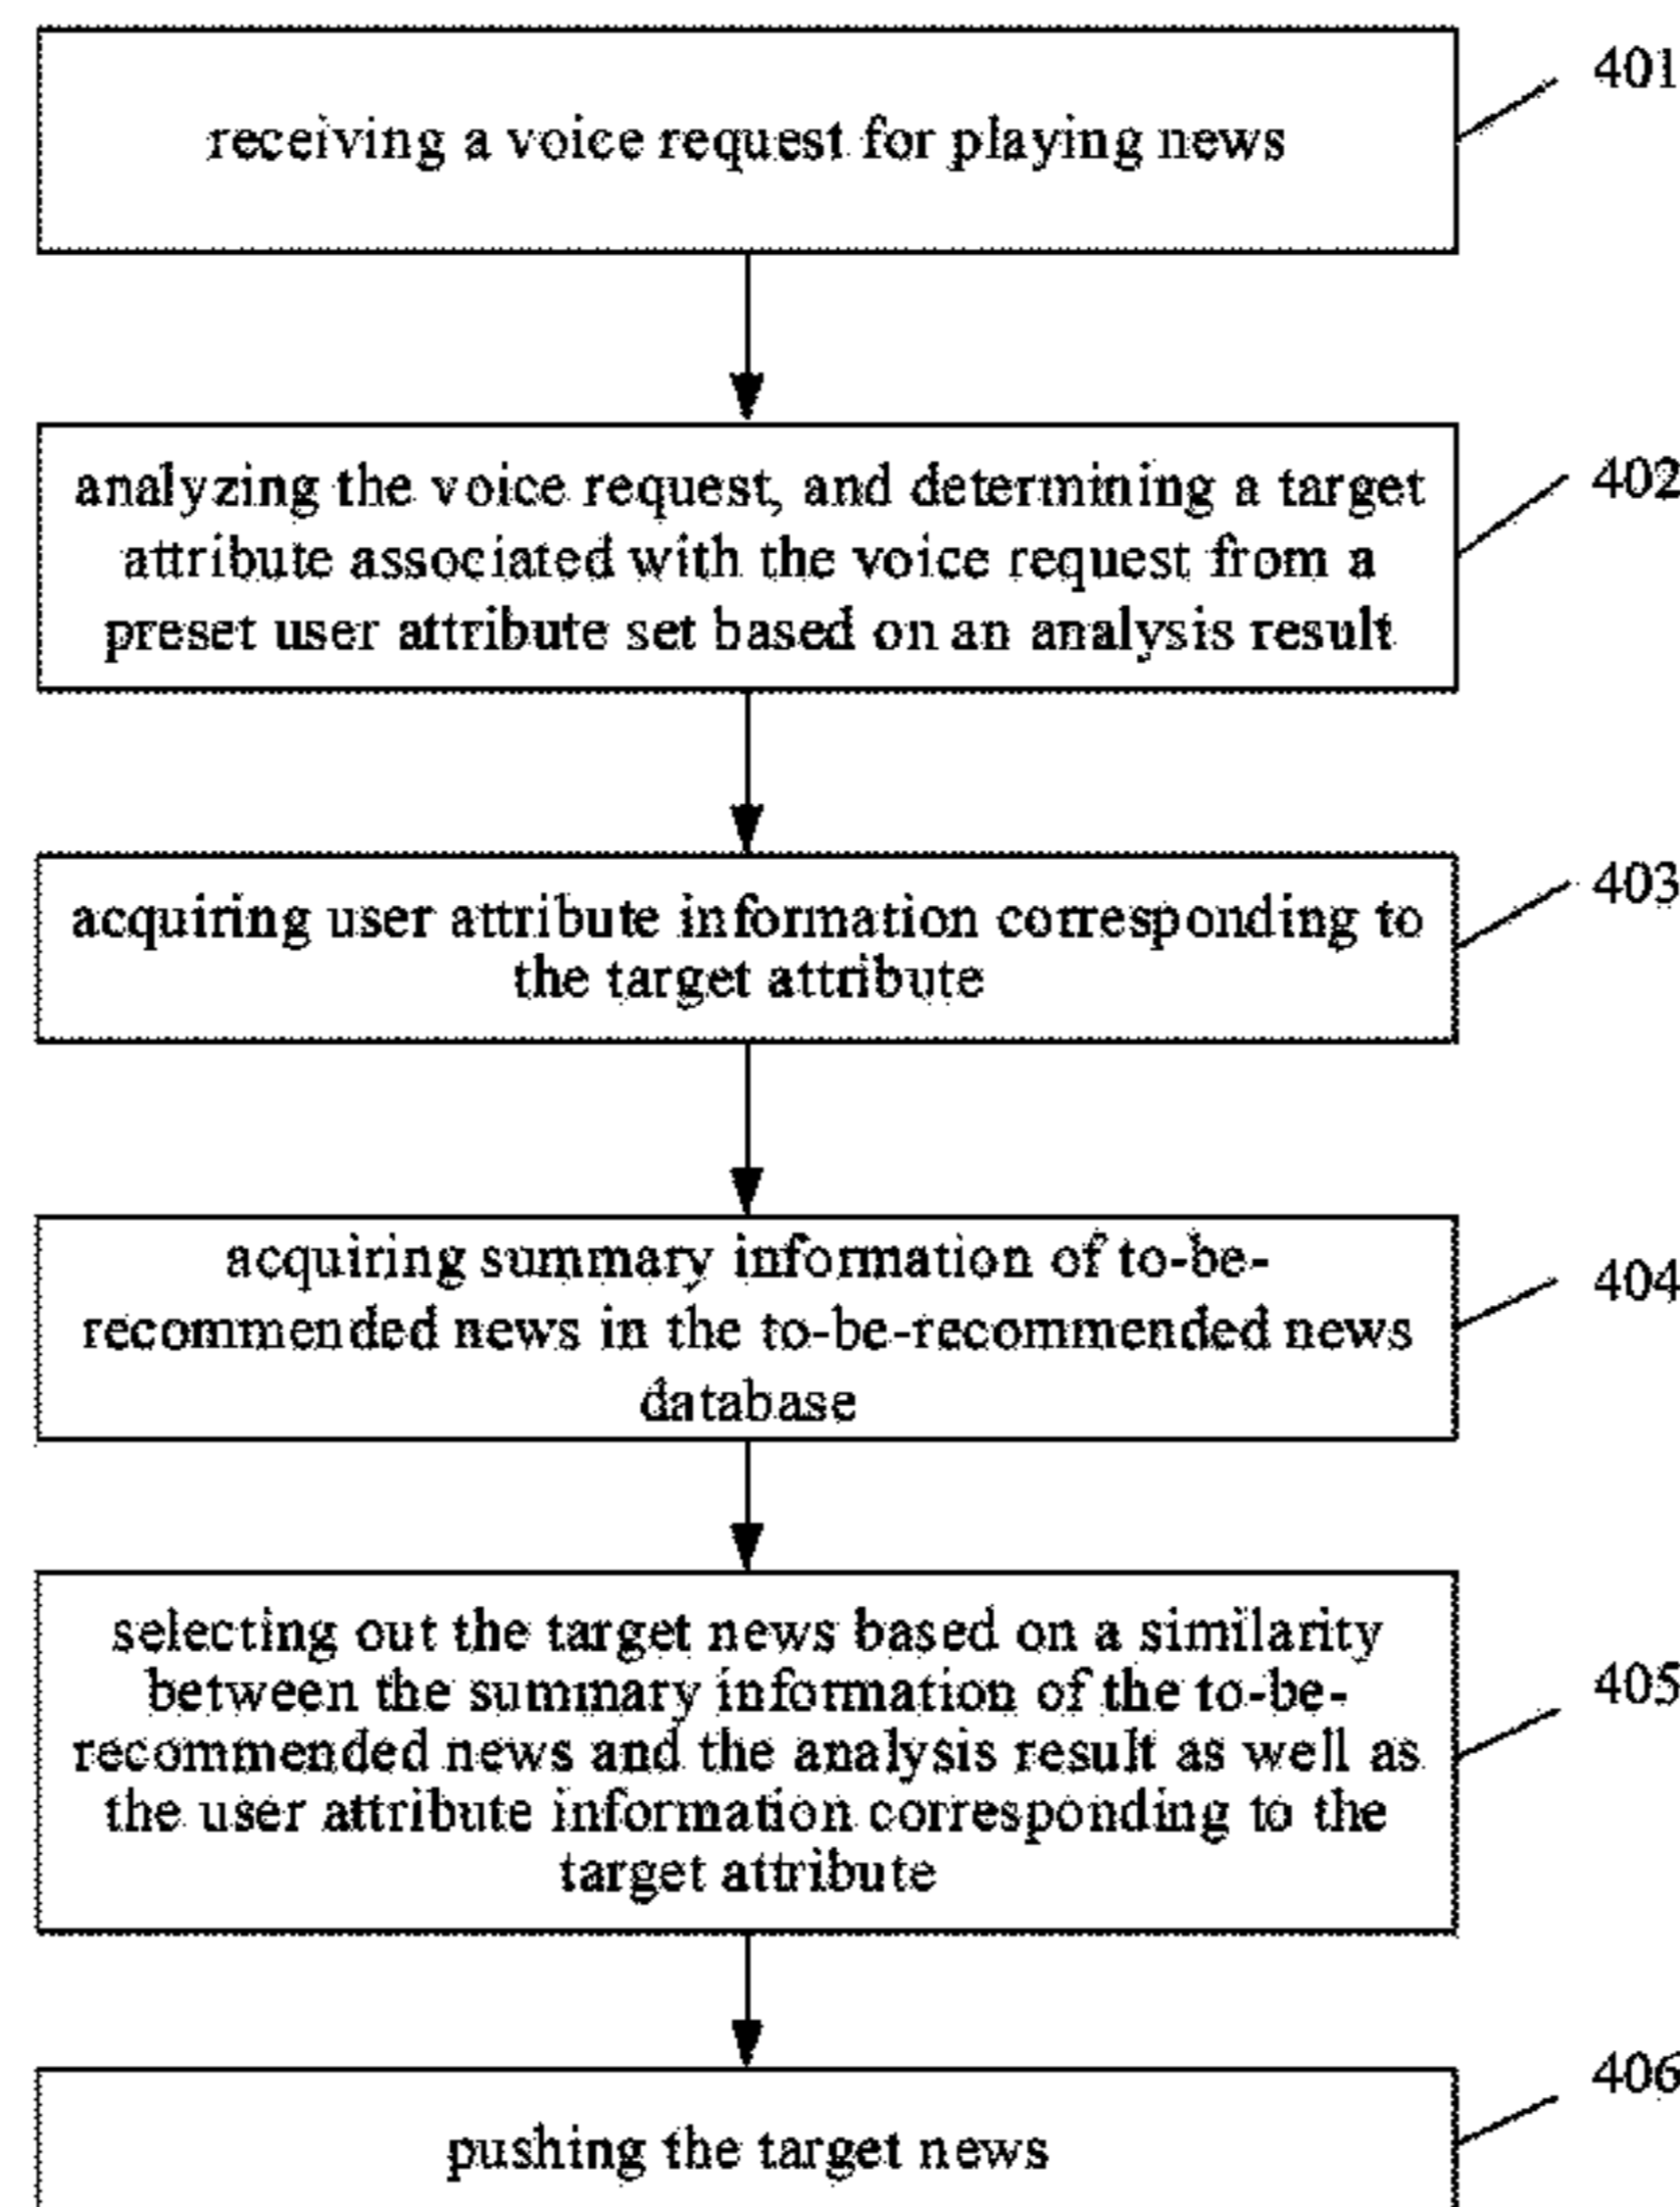 401
receiving a voice request for playing news
402
analyzing the voice request, and determining a target
attribute associated with the voice request from a
preset user attribute set based on an analysis result
403
acquiring user attribute information corresponding to
the target attribute
404
acquiring summary information of to-be-
recommended news in the to-be-recommended news
database
405
selecting out the target news based on a similarity
between the summary information of the to-be-
recommended news and the analysis result as well as
the user attribute information corresponding to the
target attribute
406
pushing the target news